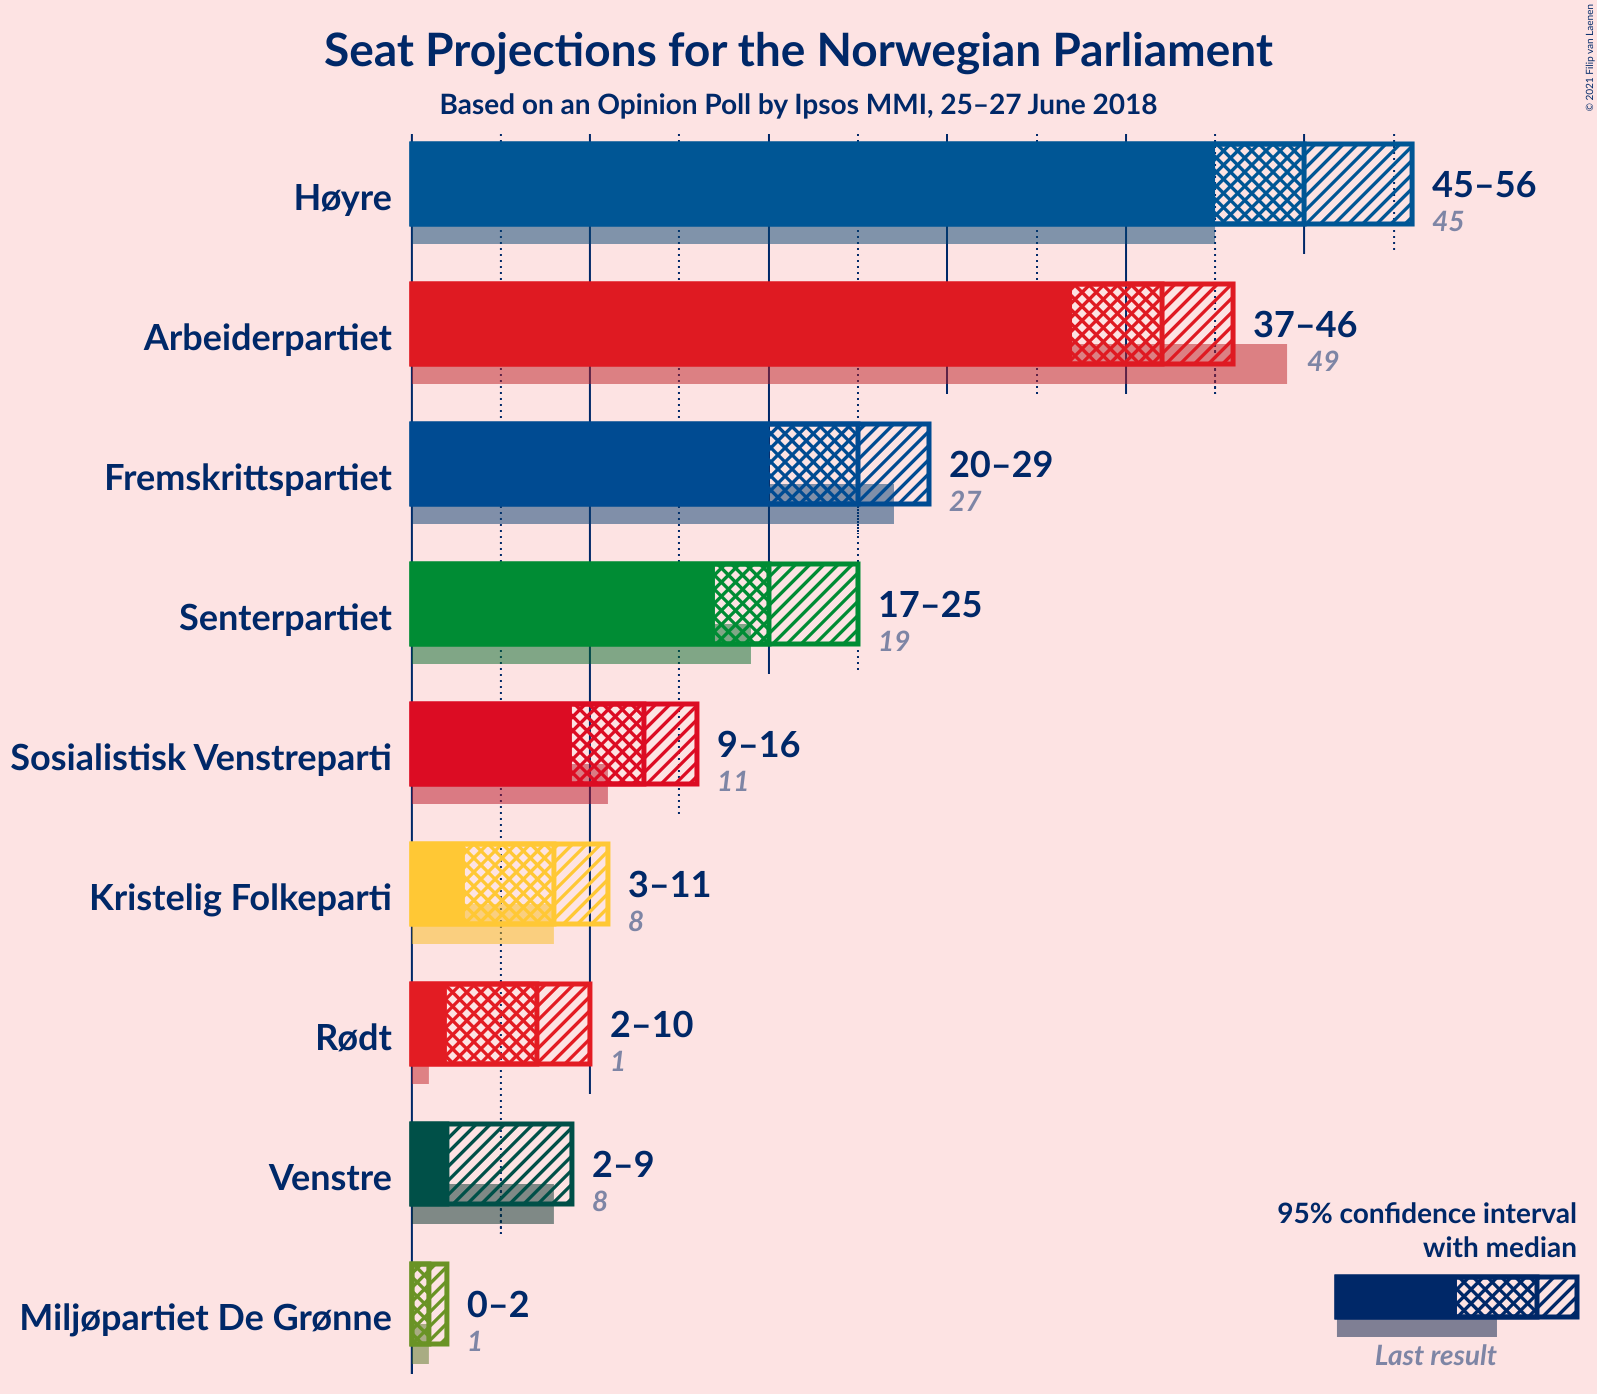 Seat Projections for the Norwegian Parliament
Based on an Opinion Poll by Ipsos MMI, 25–27 June 2018
© 2021 Filip van Laenen
Høyre
45–56
45
Arbeiderpartiet
37–46
49
Fremskrittspartiet
20–29
27
Senterpartiet
17–25
19
Sosialistisk Venstreparti
9–16
11
Kristelig Folkeparti
3–11
8
Rødt
2–10
1
Venstre
2–9
8
Miljøpartiet De Grønne
0–2
1
95% confidence interval
with median
Last result